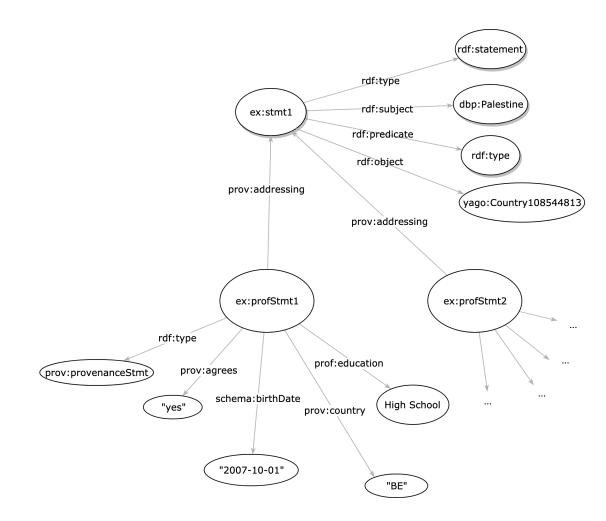 rdf:statement
rdf:type
ex:stmt1
dbp:Palestine
rdf:subject
rdf:predicate
rdf:type
rdf:object
prov:addressing
yago:Country108544813
prov:addressing
ex:profStmt1
ex:profStmt2
...
rdf:type
...
prov:provenanceStmt
prov:agrees
prof:education
...
schema:birthDate
...
"yes"
prov:country
High School
"2007-10-01"
"BE"